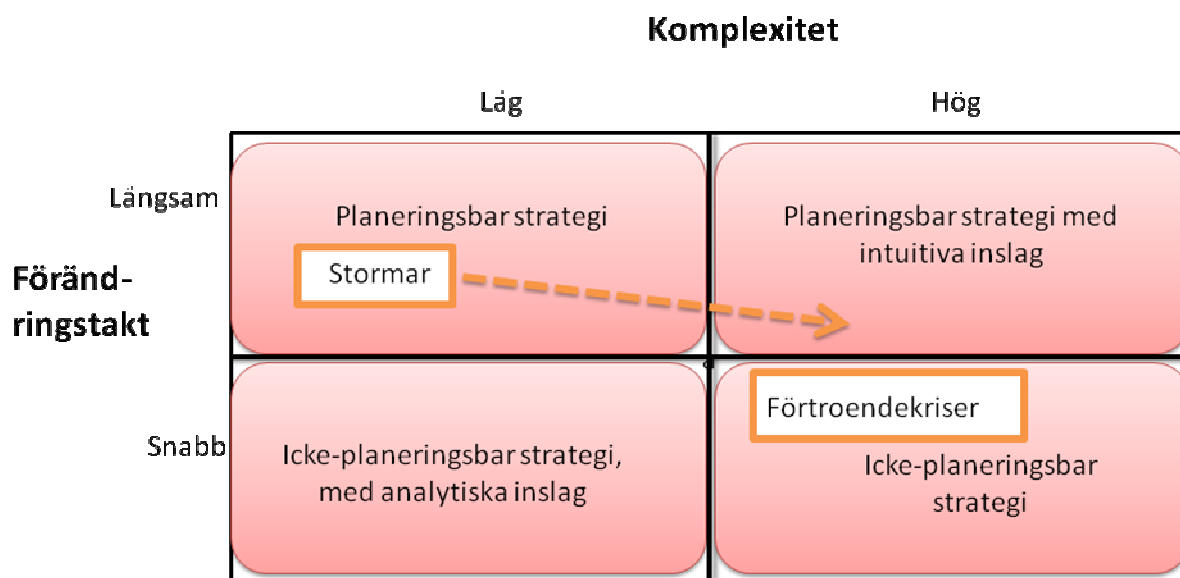 Komplexitet
Låg
Hög
Långsam
Föränd-
ringstakt
Snabb
Planeringsbar strategi
Stormar
Planeringsbar strategi med
intuitiva inslag
Icke-planeringsbar strategi,
med analytiska inslag
Förtroendekriser
Icke-planeringsbar
strategi